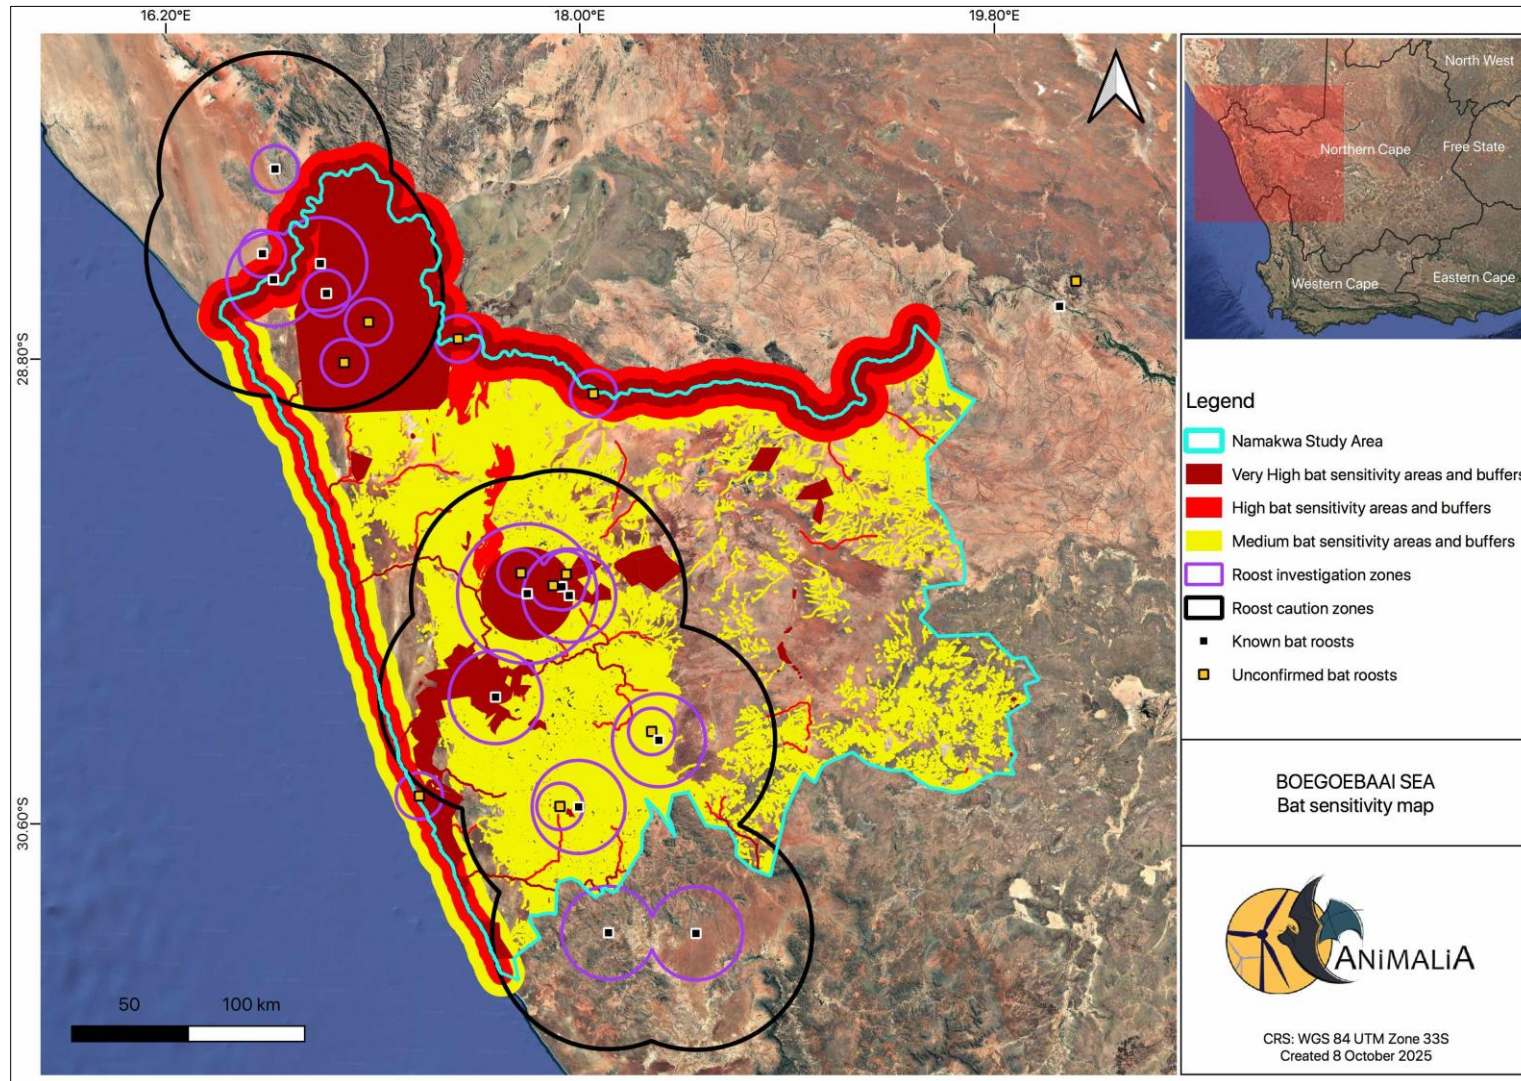 16.20°E
18.00°E
19.80°E
28.80°S
30.60°S
50
100 km
North West
Northern Cape
Free State
Western Cape
Eastern Cape
Legend
Namakwa Study Area
Very High bat sensitivity areas and buffers
High bat sensitivity areas and buffers
Medium bat sensitivity areas and buffers
Roost investigation zones
Roost caution zones
Known bat roosts
Unconfirmed bat roosts
BOEGOEBAAI SEA
Bat sensitivity map
ANiMALiA
CRS: WGS 84 UTM Zone 33S
Created 8 October 2025